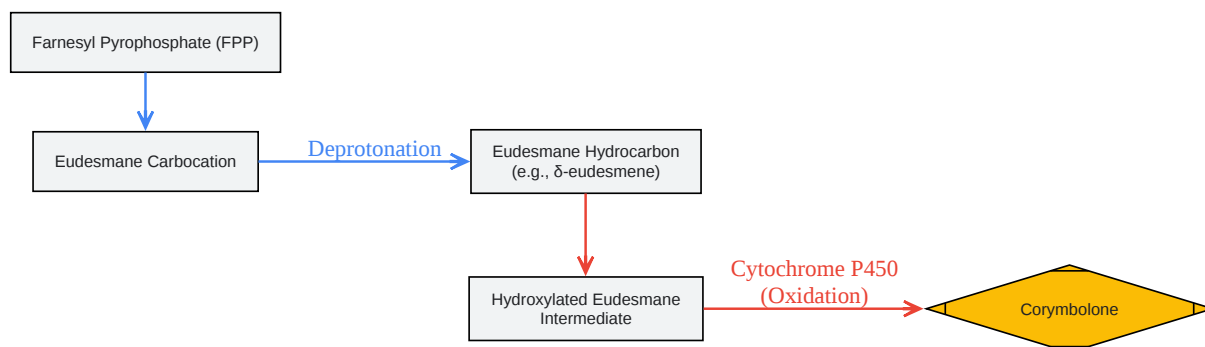 Farnesyl Pyrophosphate (FPP)
Eudesmane Carbocation
Deprotonation
Eudesmane Hydrocarbon
(e.g., δ-eudesmene)
Hydroxylated Eudesmane
Intermediate
Cytochrome P450
(Oxidation)
Corymbolone